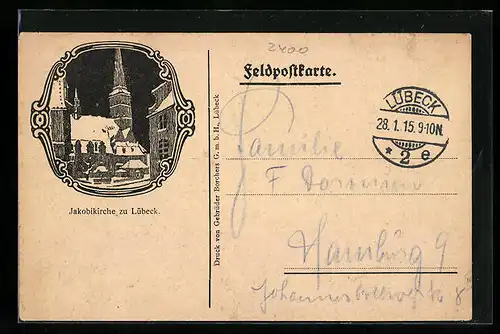 2400
Feldpostkarte.
LÜBECK
28.1.15.9-10N.
* 2 e
Jakobikirche zu Lübeck.
Druck von Gebrüder Borchers G. m. b. H., Lübeck
Familie
F
Hamburg 9